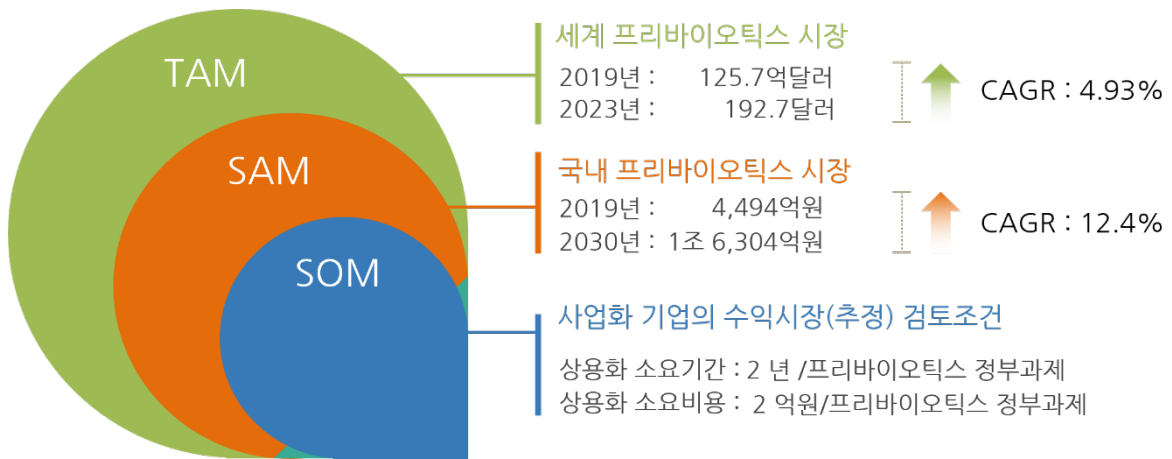 TAM
세계 프리바이오틱스 시장
2019년 : 125.7억달러
2023년 : 192.7달러
CAGR : 4.93%
SAM
국내 프리바이오틱스 시장
2019년 : 4,494억원
2030년 : 1조 6,304억원
CAGR : 12.4%
SOM
사업화 기업의 수익시장(추정) 검토조건
상용화 소요기간 : 2 년 /프리바이오틱스 정부과제
상용화 소요비용 : 2 억원/프리바이오틱스 정부과제